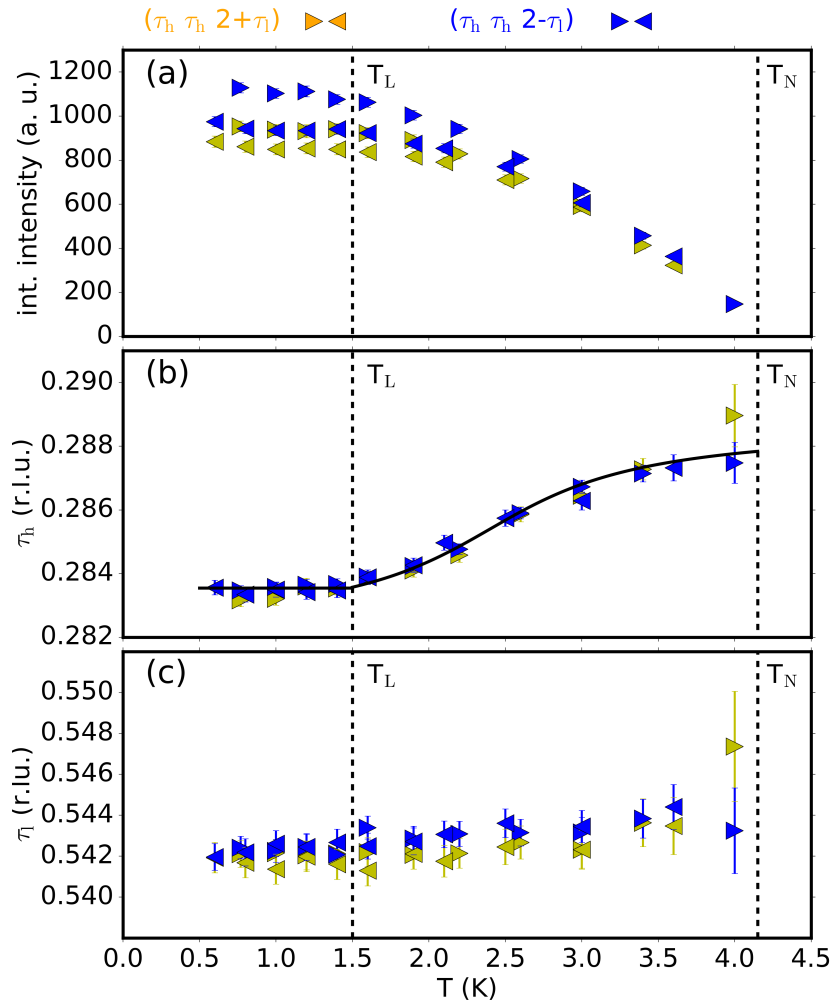 (τh τh 2+τl) (τh τh 2-τl)
(a) TL TN
1200
1000
800
600
400
200
0
int. intensity (a. u.)
(b) TL TN
0.290
0.288
0.286
0.284
0.282
τh (r.l.u.)
(c) TL TN
0.550
0.548
0.546
0.544
0.542
0.540
τl (r.lu.)
0.0 0.5 1.0 1.5 2.0 2.5 3.0 3.5 4.0 4.5
T (K)